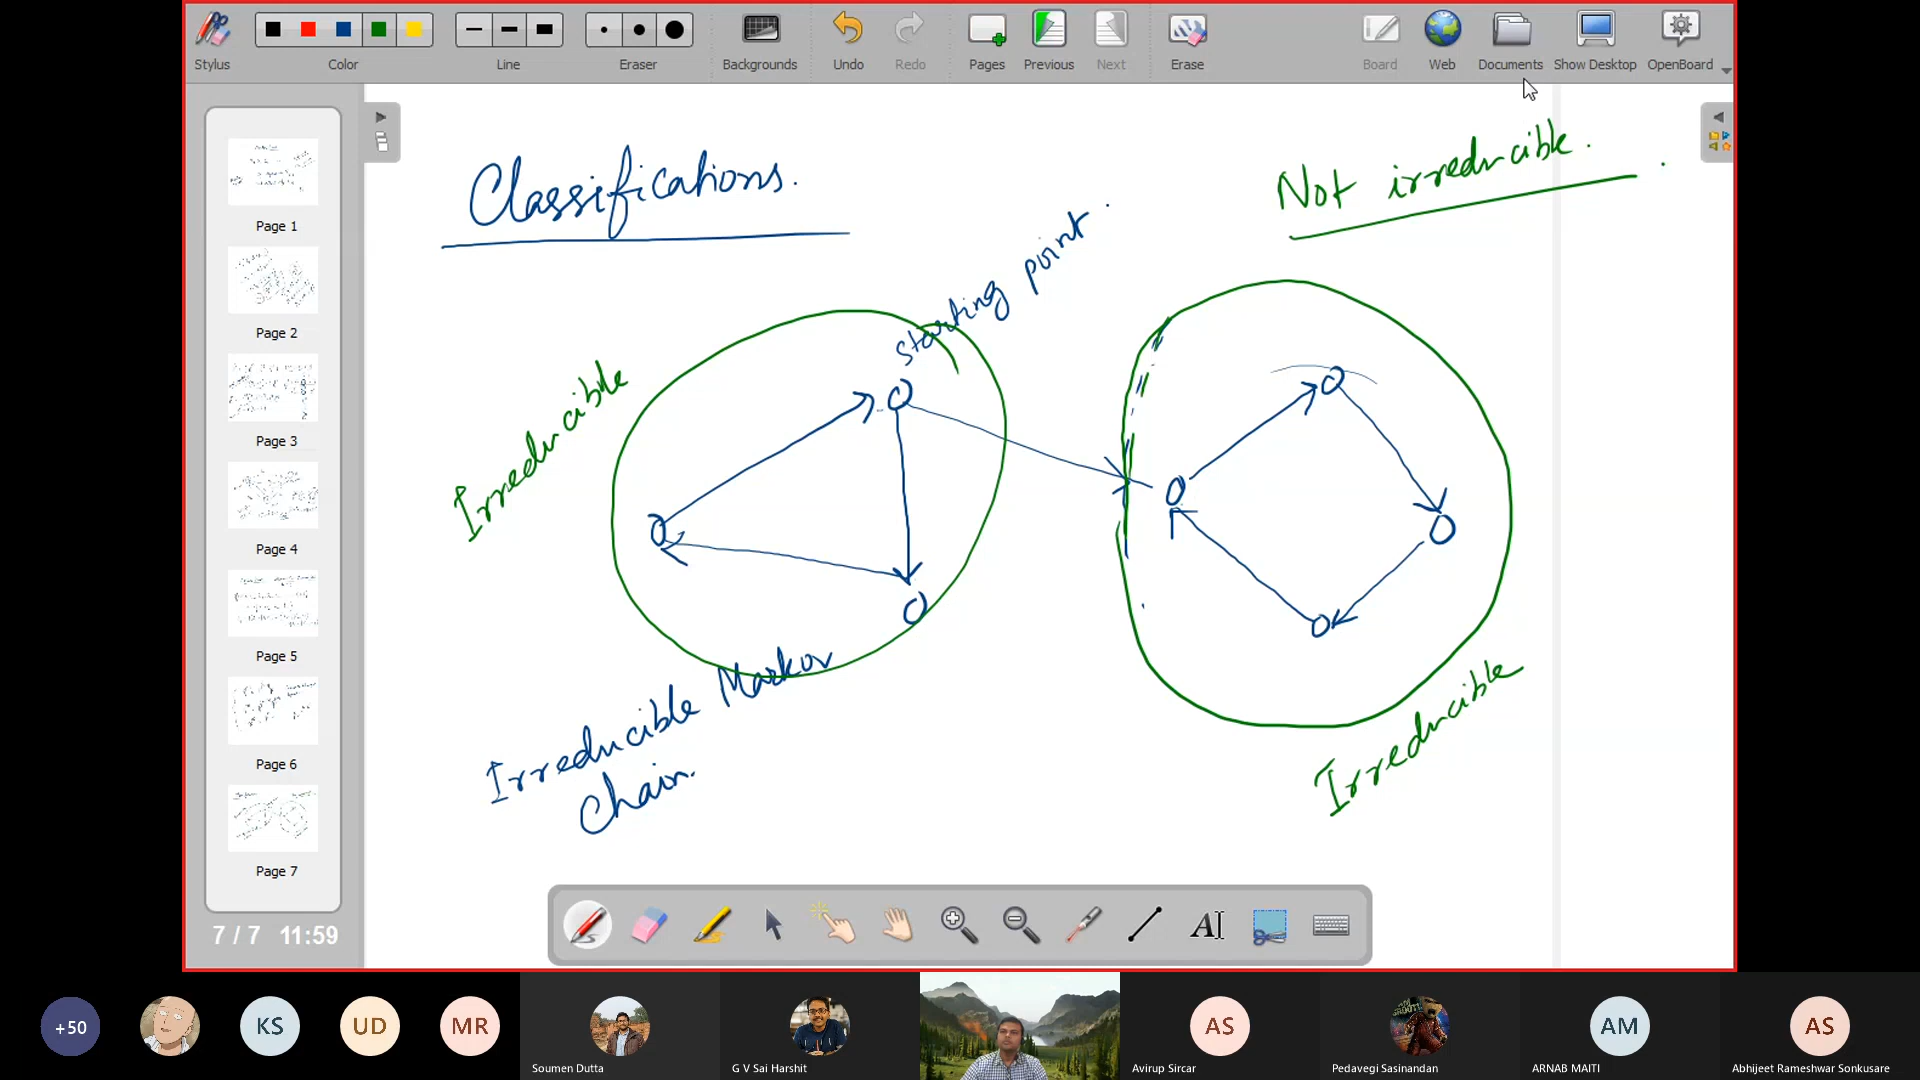 Stylus
Color
Line
Eraser
Backgrounds
Undo
Redo
Pages
Previous
Next
Erase
Board
Web
Documents
Show Desktop
OpenBoard
Page 1
Page 2
Page 3
Page 4
Page 5
Page 6
Page 7
7 / 7 11:59
Classifications.
Not irreducible.
starting point.
Irreducible
Irreducible Markov
Chain.
Irreducible
AI
+50
KS
UD
MR
Soumen Dutta
G V Sai Harshit
AS
Avirup Sircar
Pedavegi Sasinandan
AM
ARNAB MAITI
AS
Abhijeet Rameshwar Sonkusare